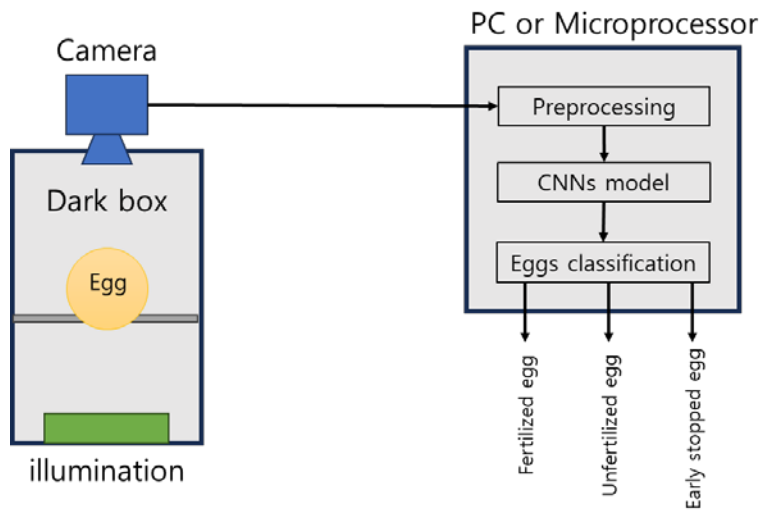 PC or Microprocessor
Camera
Preprocessing
CNNs model
Dark box
Eggs classification
Egg
Fertilized egg
Unfertilized egg
Early stopped egg
illumination